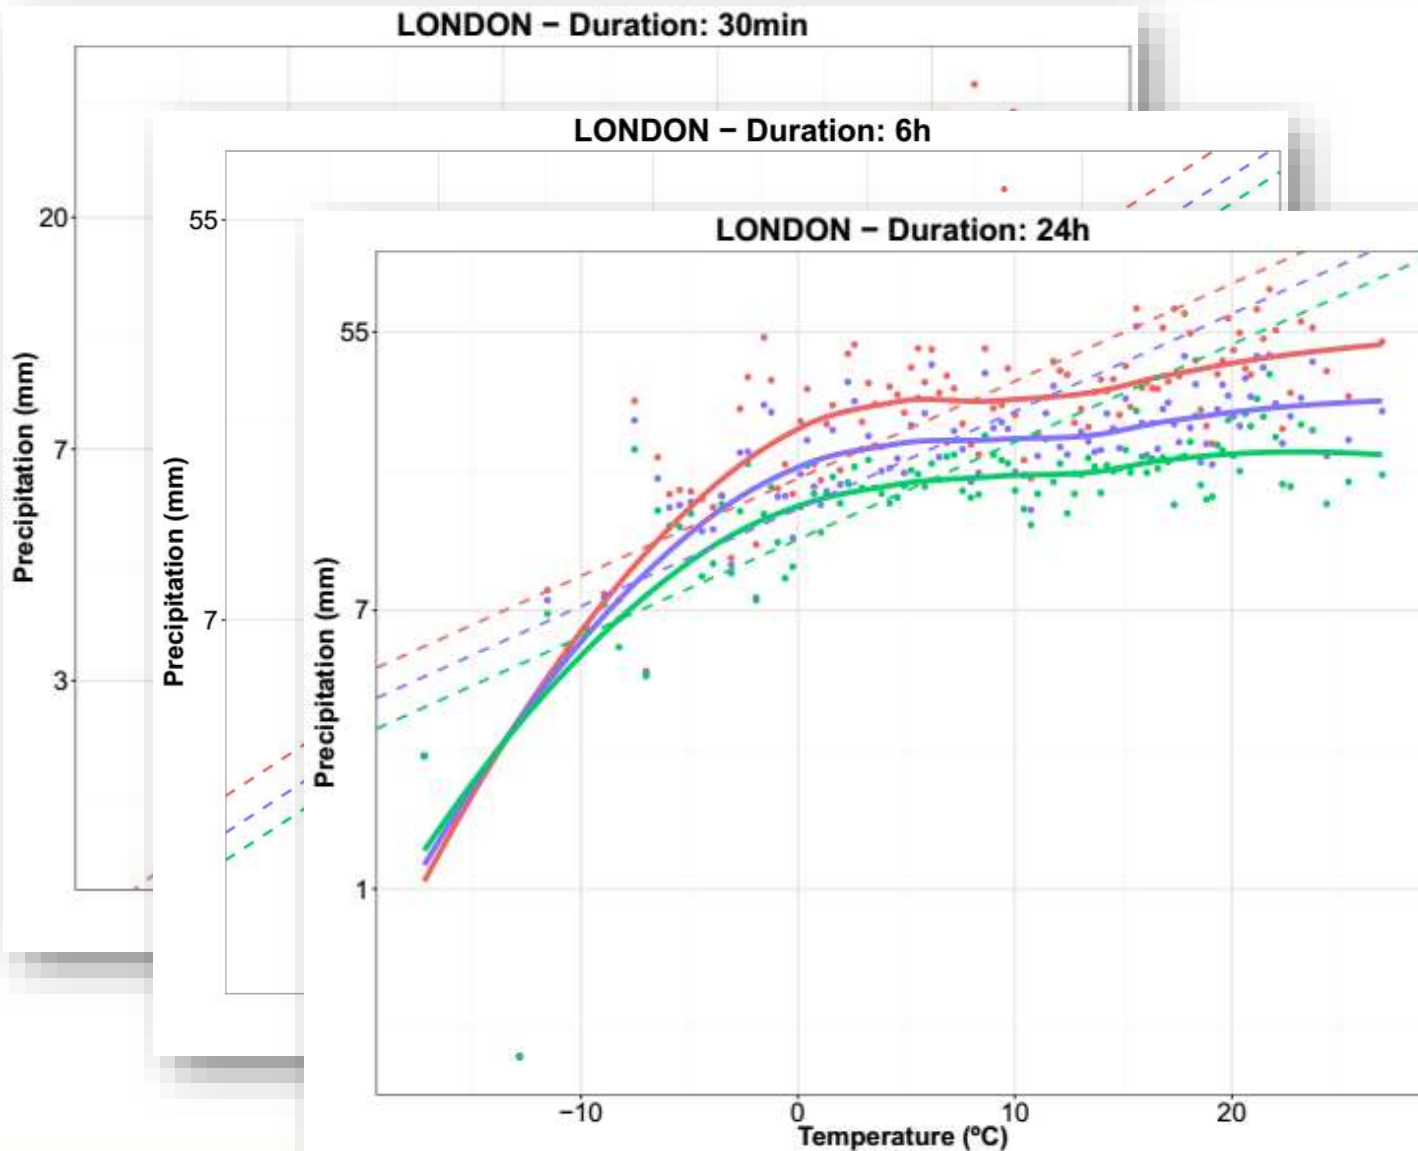 LONDON − Duration: 30min
20
7
3
Precipitation (mm)
LONDON − Duration: 6h
55
7
Precipitation (mm)
LONDON − Duration: 24h
55
7
1
Precipitation (mm)
−10 0 10 20
Temperature (ºC)